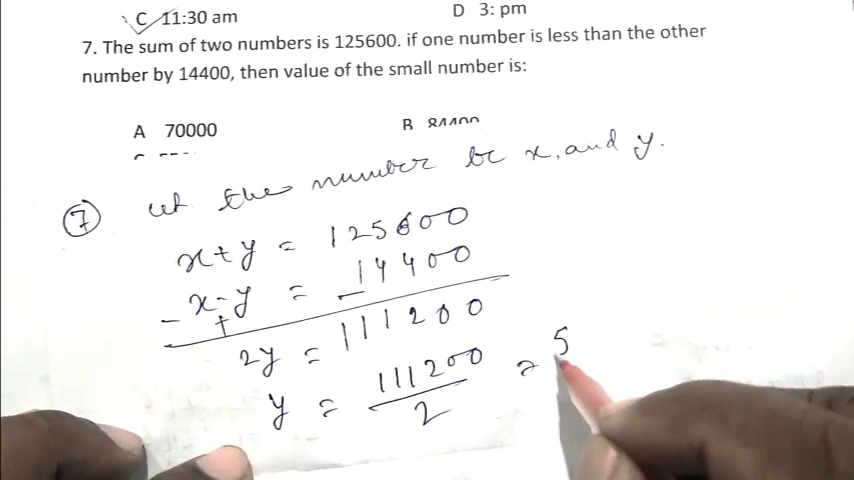 C 11:30 am D 3: pm
7. The sum of two numbers is 125600. if one number is less than the other
number by 14400, then value of the small number is:
A 70000 B 84400
7 Let the number be x, and y.
x+y = 125600
- x-y = 14400
+ -
2y = 111200
y = 111200/2 = 5